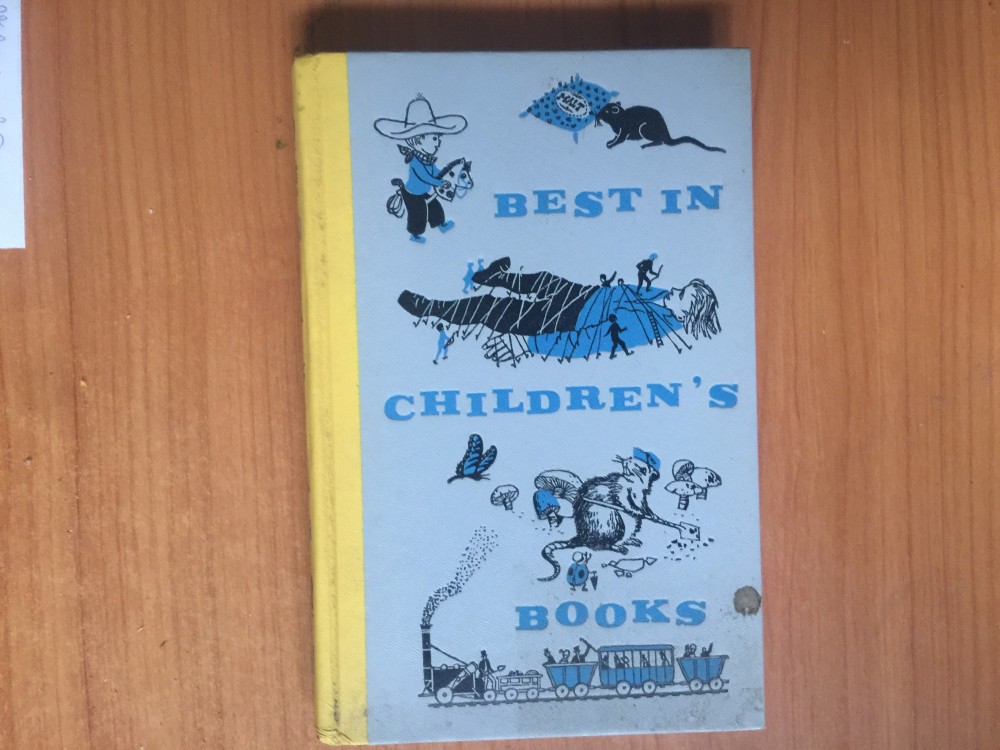 MALT
BEST IN
CHILDREN'S
BOOKS